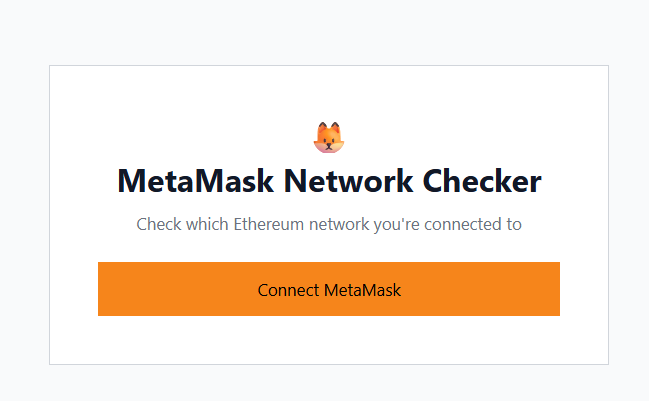 MetaMask Network Checker
Check which Ethereum network you're connected to
Connect MetaMask